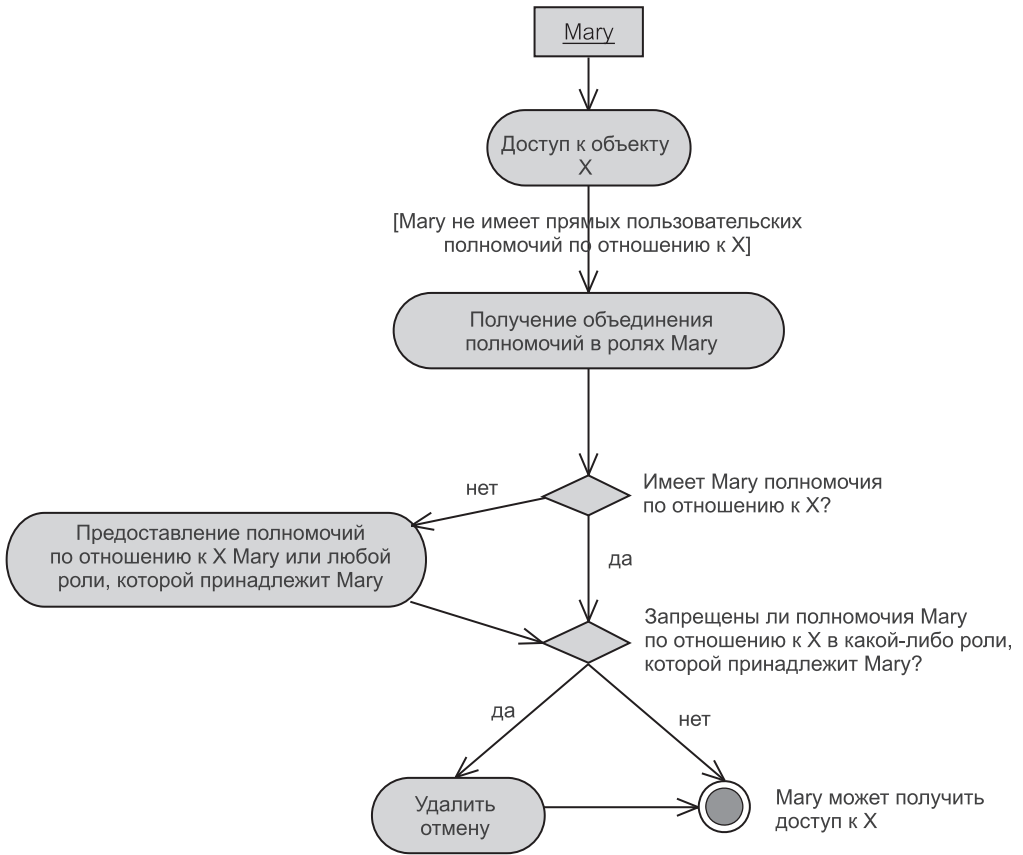 Mary
Доступ к объекту
X
[Mary не имеет прямых пользовательских
полномочий по отношению к X]
Получение объединения
полномочий в ролях Mary
Имеет Mary полномочия
по отношению к X?
нет
Предоставление полномочий
по отношению к X Mary или любой
роли, которой принадлежит Mary
да
Запрещены ли полномочия Mary
по отношению к X в какой-либо роли,
которой принадлежит Mary?
да
нет
Удалить
отмену
Mary может получить
доступ к X